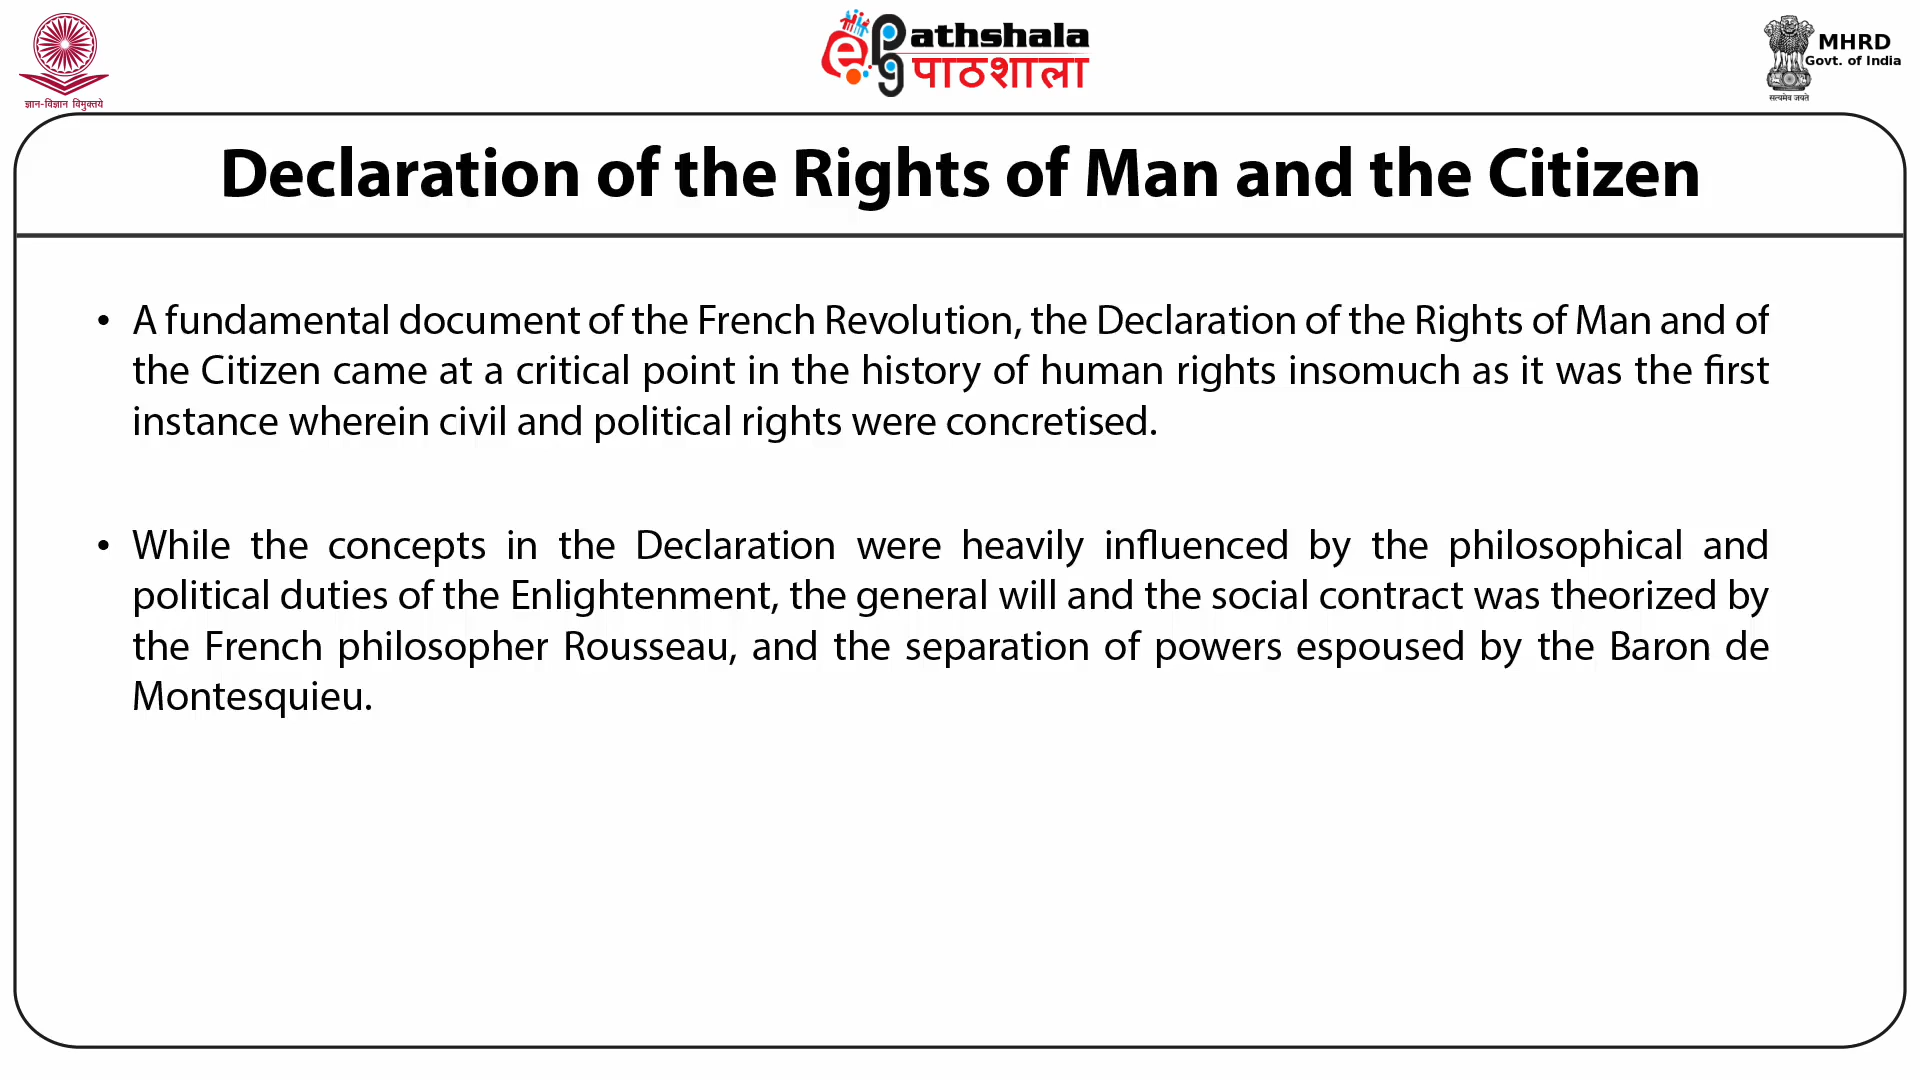 ज्ञान-विज्ञान विमुक्तये
ePathshala
पाठशाला
MHRD
Govt. of India
सत्यमेव जयते
Declaration of the Rights of Man and the Citizen
• A fundamental document of the French Revolution, the Declaration of the Rights of Man and of
the Citizen came at a critical point in the history of human rights insomuch as it was the first
instance wherein civil and political rights were concretised.
• While the concepts in the Declaration were heavily influenced by the philosophical and
political duties of the Enlightenment, the general will and the social contract was theorized by
the French philosopher Rousseau, and the separation of powers espoused by the Baron de
Montesquieu.